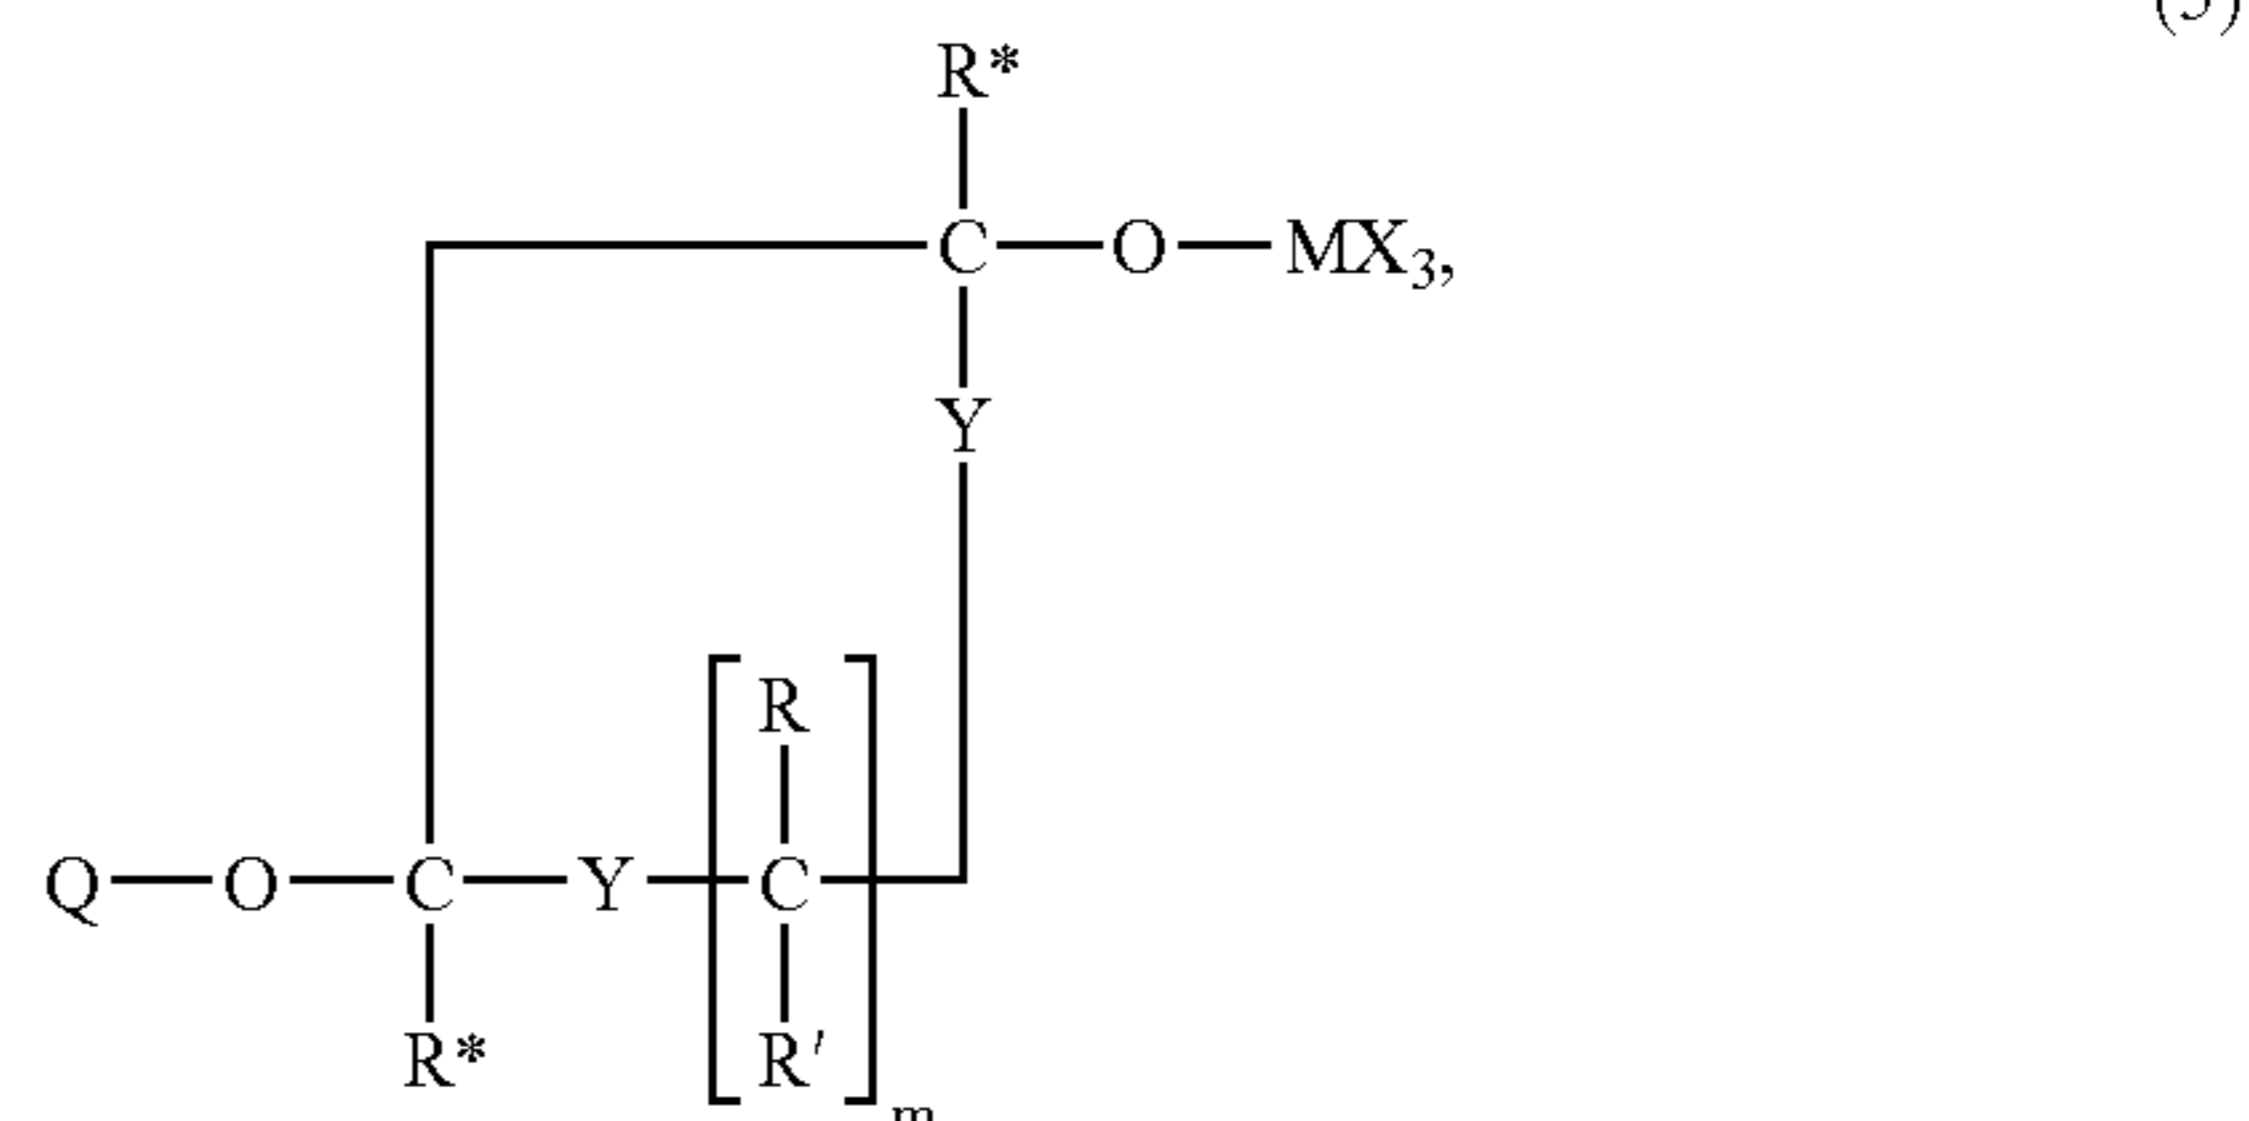 R*
C—O—MX₃,
Y
R
Q—O—C—Y—C
R* R′
m